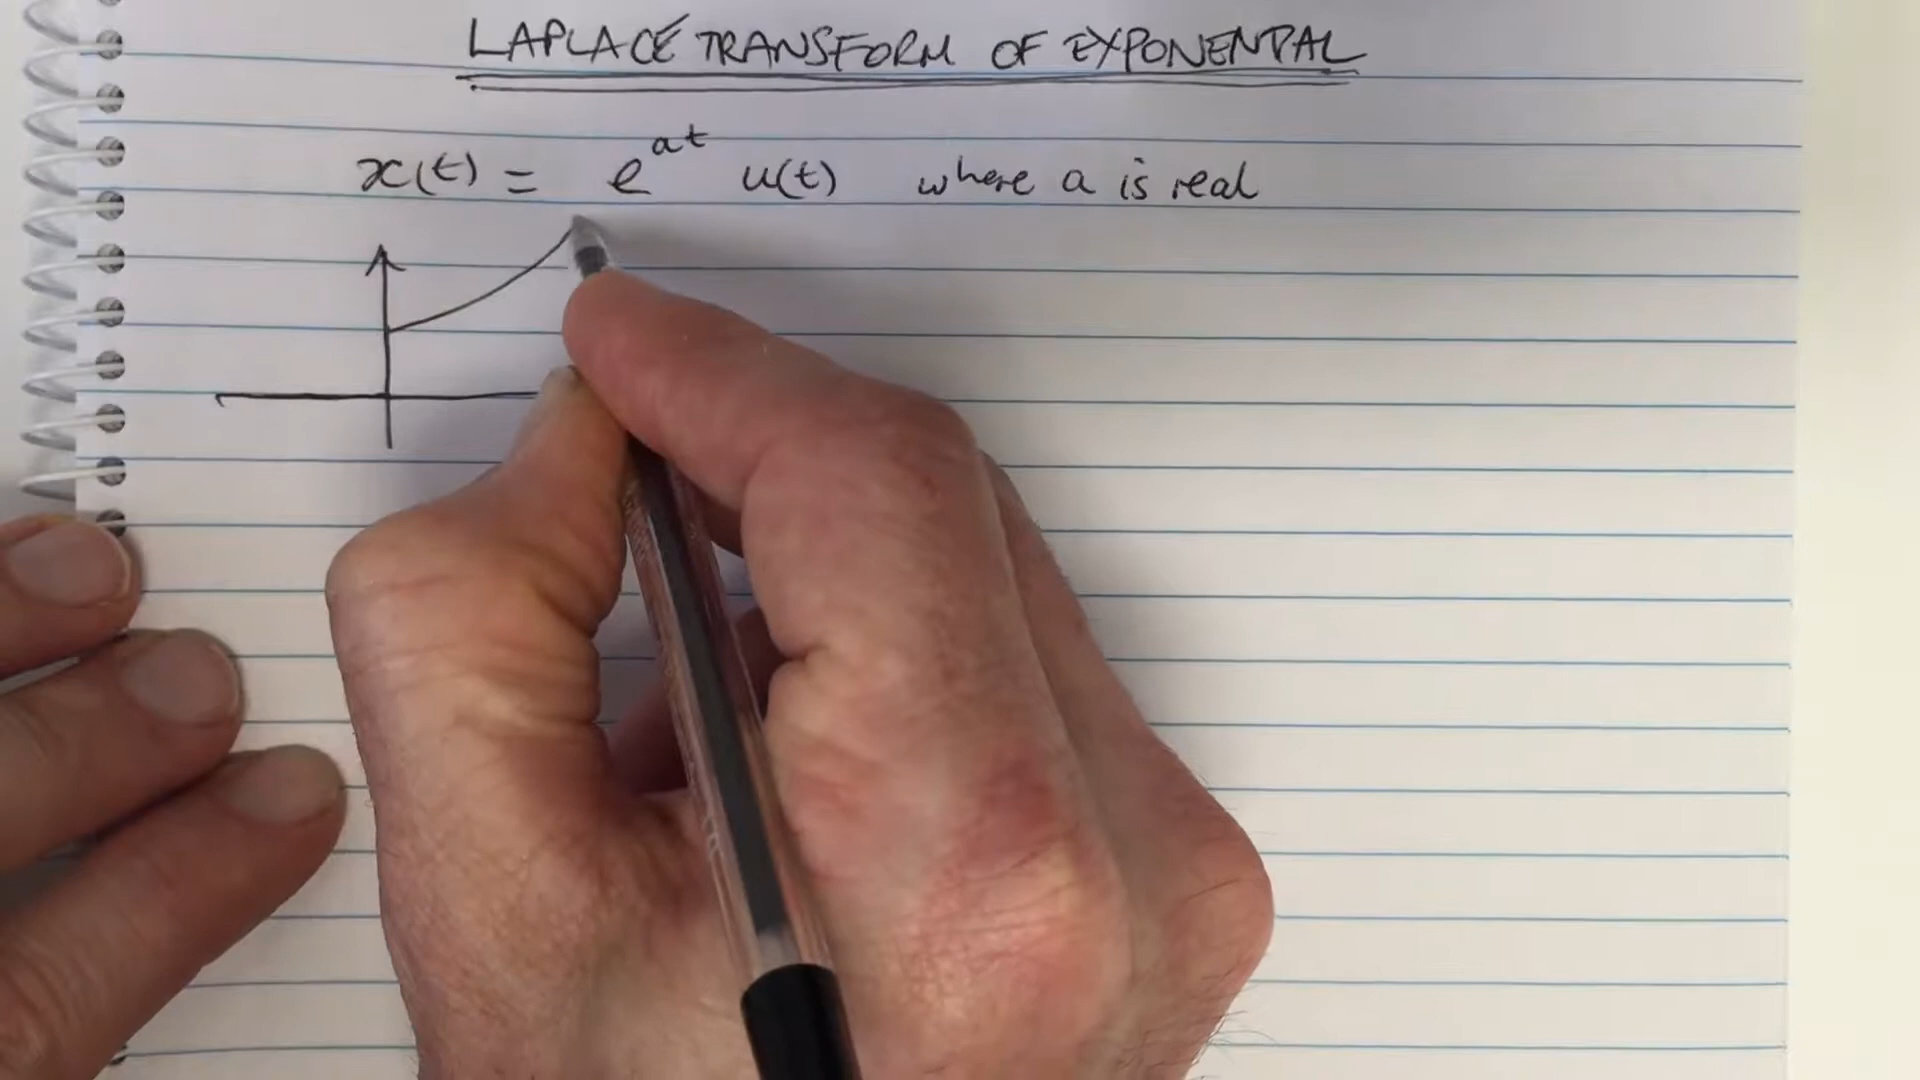 LAPLACE TRANSFORM OF EXPONENTIAL
x(t) = e^{at} u(t) where a is real